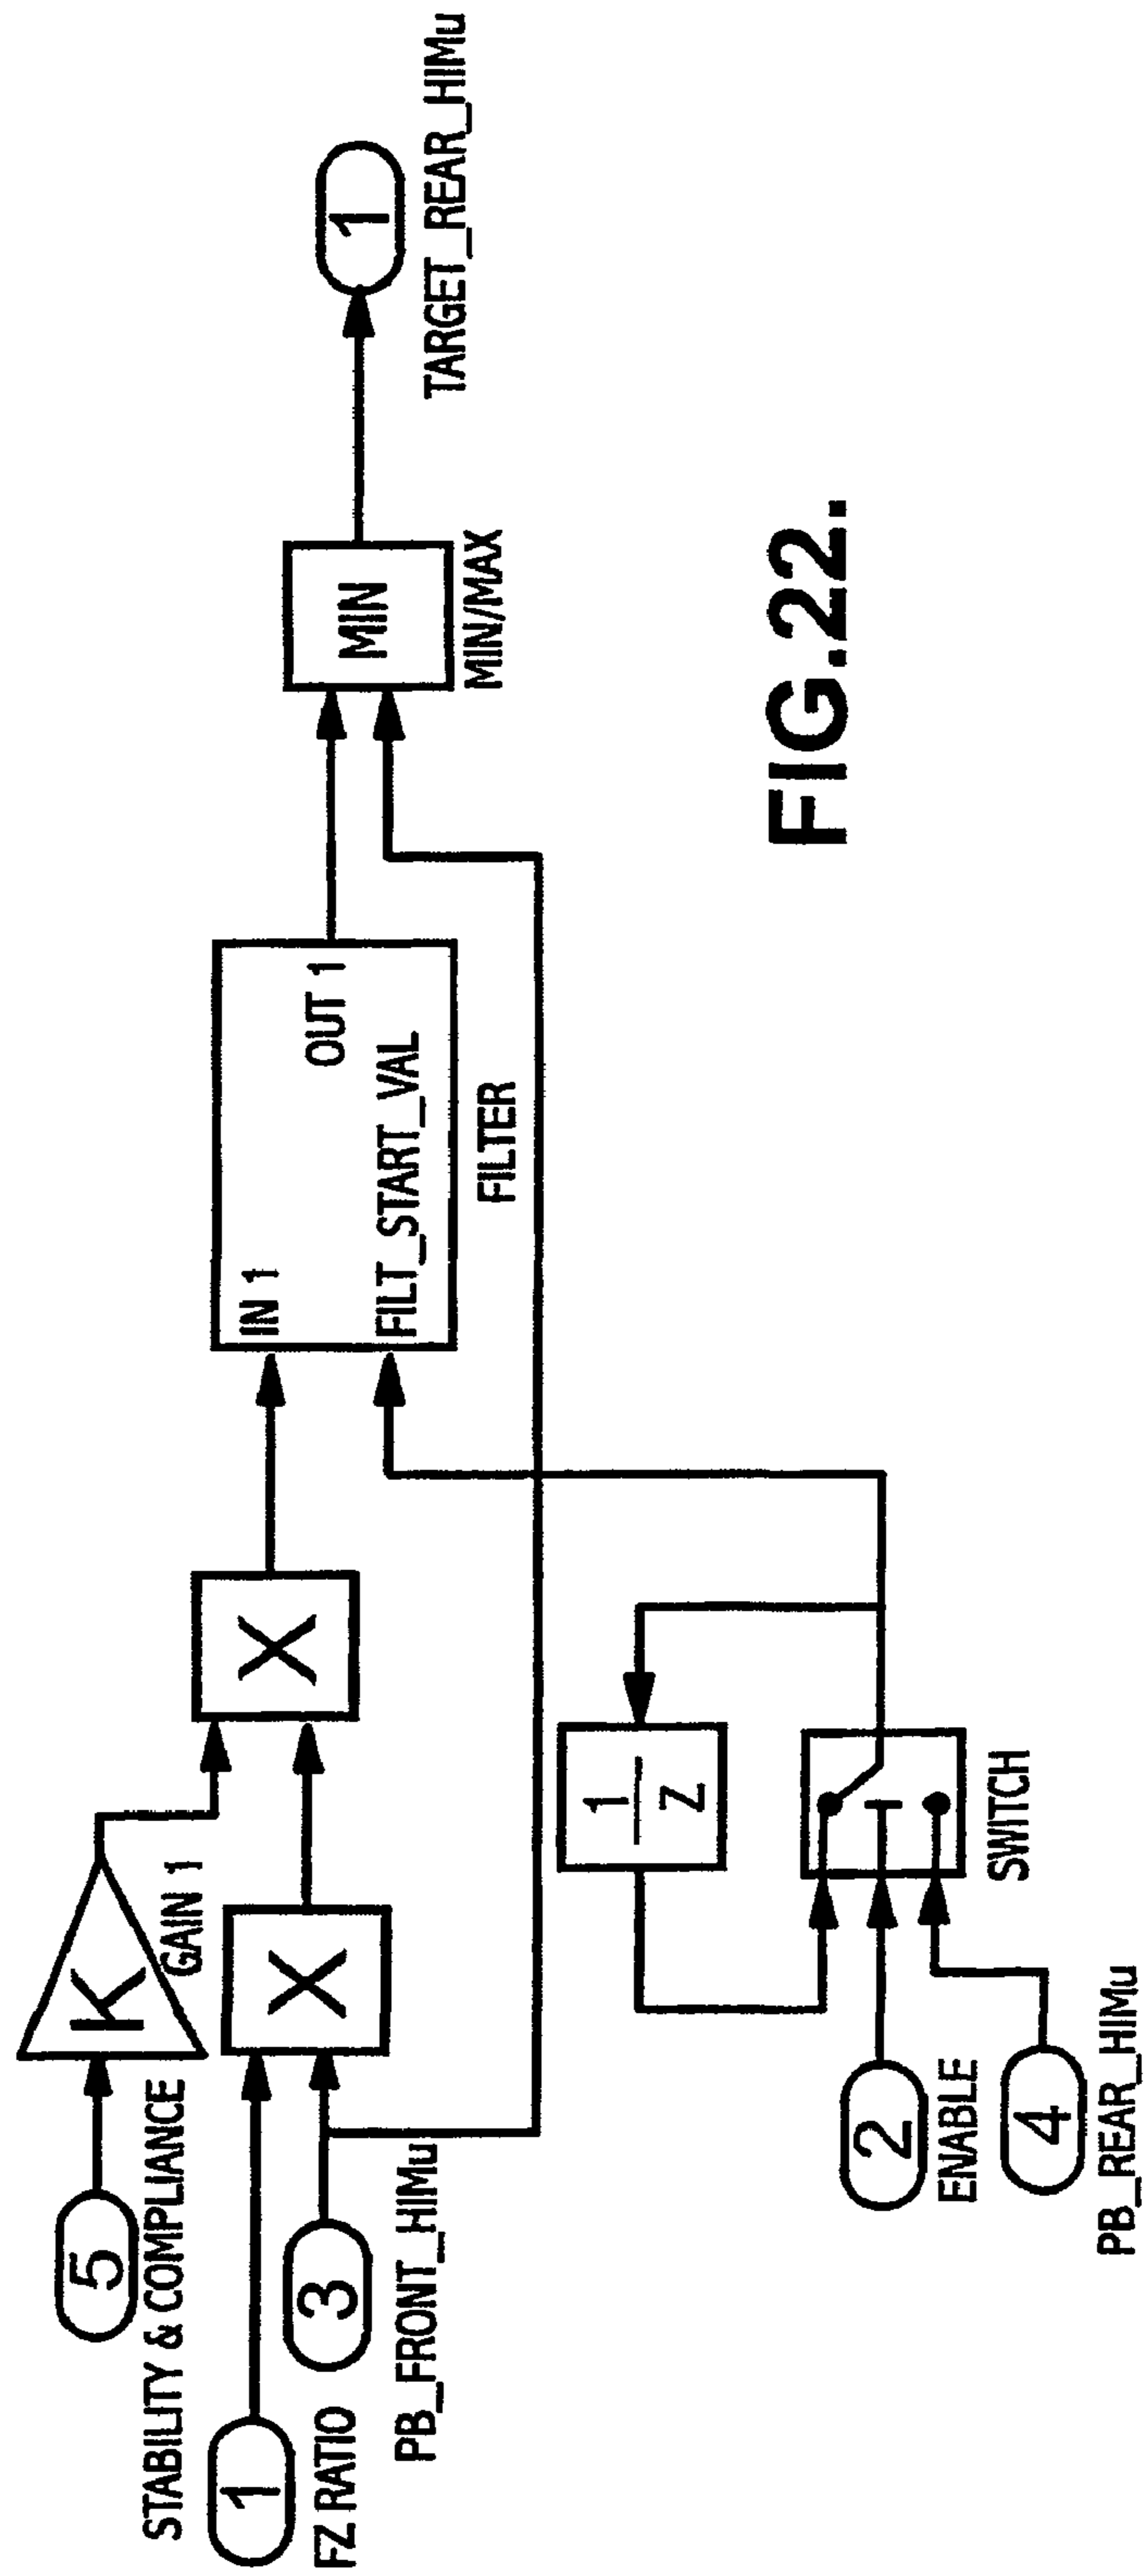 5
STABILITY & COMPLIANCE
K
GAIN 1
1
FZ RATIO
3
PB_FRONT_HIMu
X
X
IN 1
OUT 1
FILT_START_VAL
FILTER
MIN
MIN/MAX
1
TARGET_REAR_HIMu
1
Z
2
ENABLE
4
PB_REAR_HIMu
SWITCH
FIG.22.